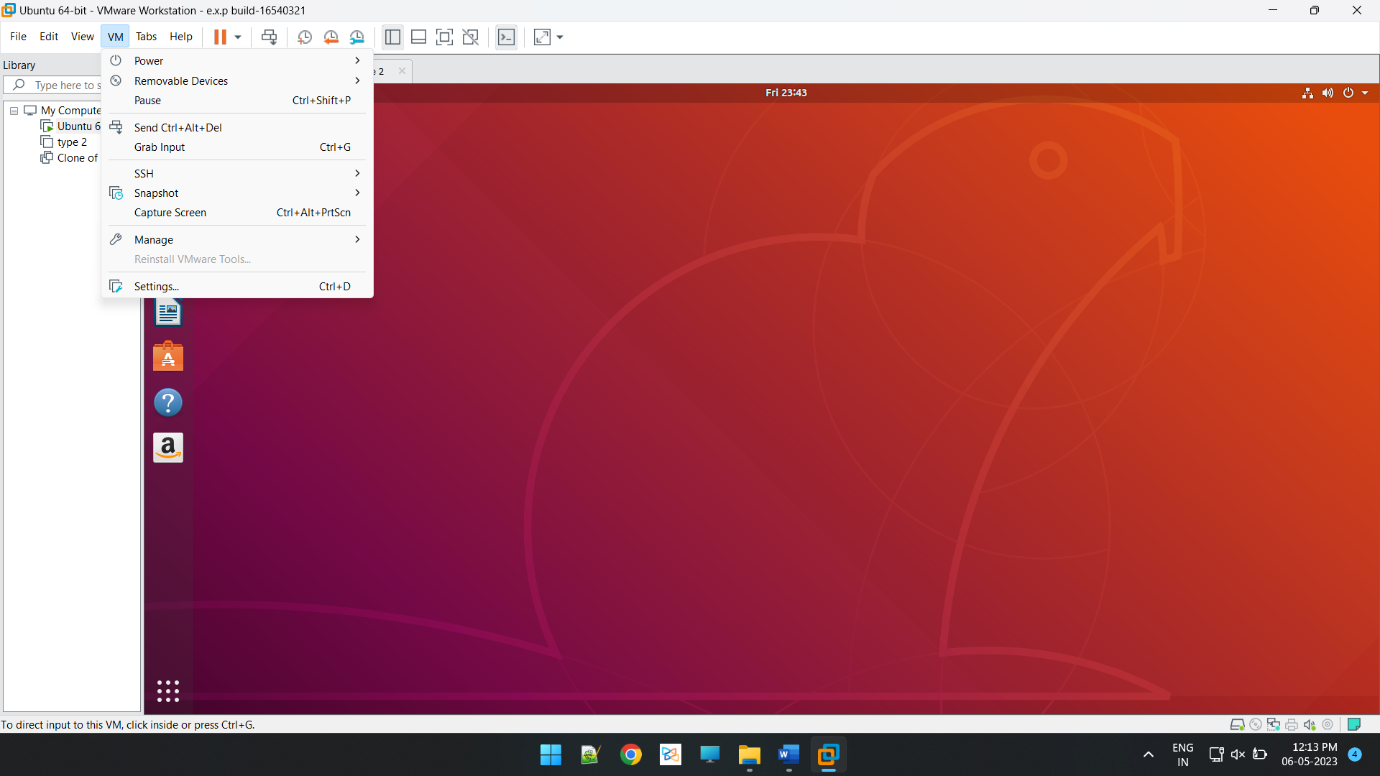 Ubuntu 64-bit - VMware Workstation - e.x.p build-16540321
File Edit View VM Tabs Help
Library
Type here to s
My Compute
Ubuntu 6
type 2
Clone of
Power
Removable Devices
Pause Ctrl+Shift+P
Send Ctrl+Alt+Del
Grab Input Ctrl+G
SSH
Snapshot
Capture Screen Ctrl+Alt+PrtScn
Manage
Reinstall VMware Tools...
Settings... Ctrl+D
e 2
Fri 23:43
To direct input to this VM, click inside or press Ctrl+G.
ENG
IN
12:13 PM
06-05-2023
4